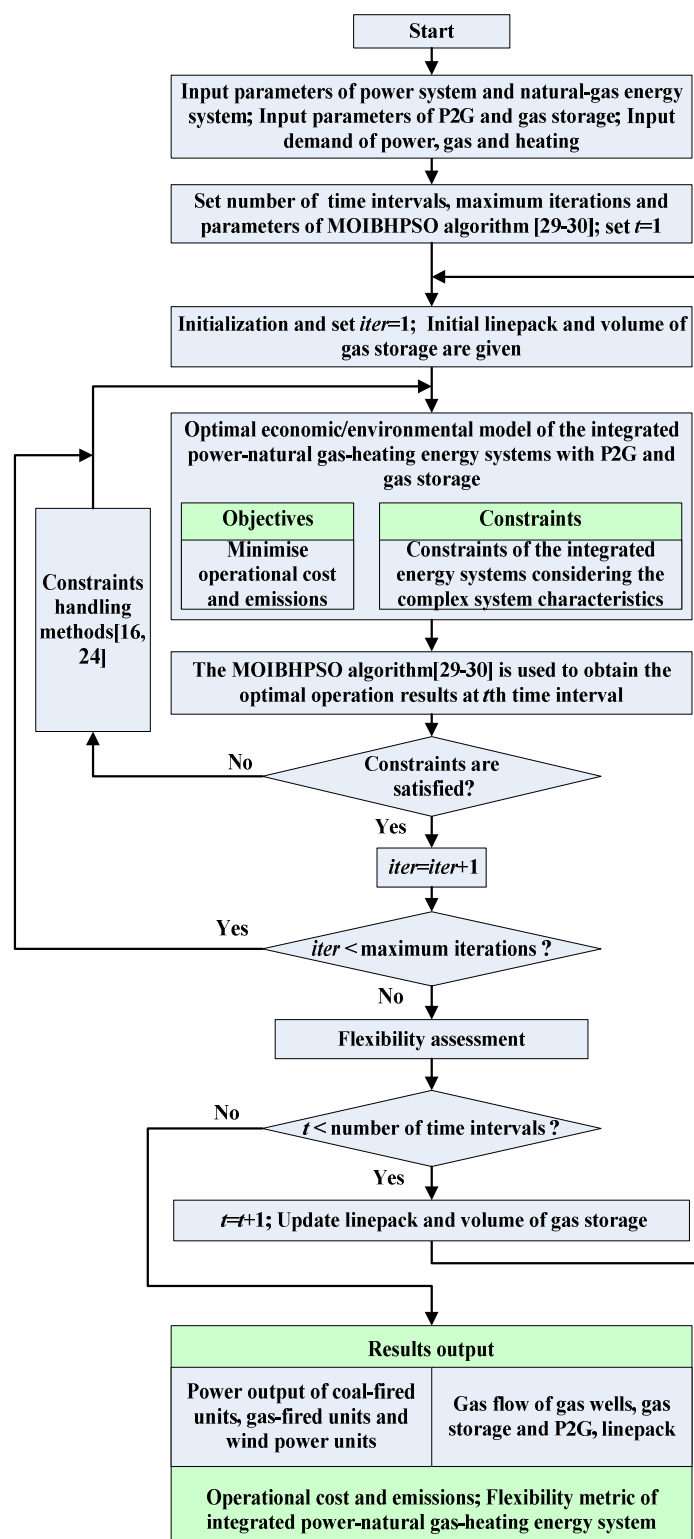 Start
Input parameters of power system and natural-gas energy
system; Input parameters of P2G and gas storage; Input
demand of power, gas and heating
Set number of time intervals, maximum iterations and
parameters of MOIBHPSO algorithm [29-30]; set t=1
Initialization and set iter=1; Initial linepack and volume of
gas storage are given
Optimal economic/environmental model of the integrated
power-natural gas-heating energy systems with P2G and
gas storage
Objectives
Minimise
operational cost
and emissions
Constraints
Constraints of the integrated
energy systems considering the
complex system characteristics
Constraints
handling
methods[16,
24]
The MOIBHPSO algorithm[29-30] is used to obtain the
optimal operation results at tth time interval
No
Constraints are
satisfied?
Yes
iter=iter+1
Yes
iter < maximum iterations ?
No
Flexibility assessment
No
t < number of time intervals ?
Yes
t=t+1; Update linepack and volume of gas storage
Results output
Power output of coal-fired
units, gas-fired units and
wind power units
Gas flow of gas wells, gas
storage and P2G, linepack
Operational cost and emissions; Flexibility metric of
integrated power-natural gas-heating energy system